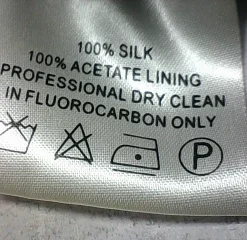 100% SILK
100% ACETATE LINING
PROFESSIONAL DRY CLEAN
IN FLUOROCARBON ONLY
P